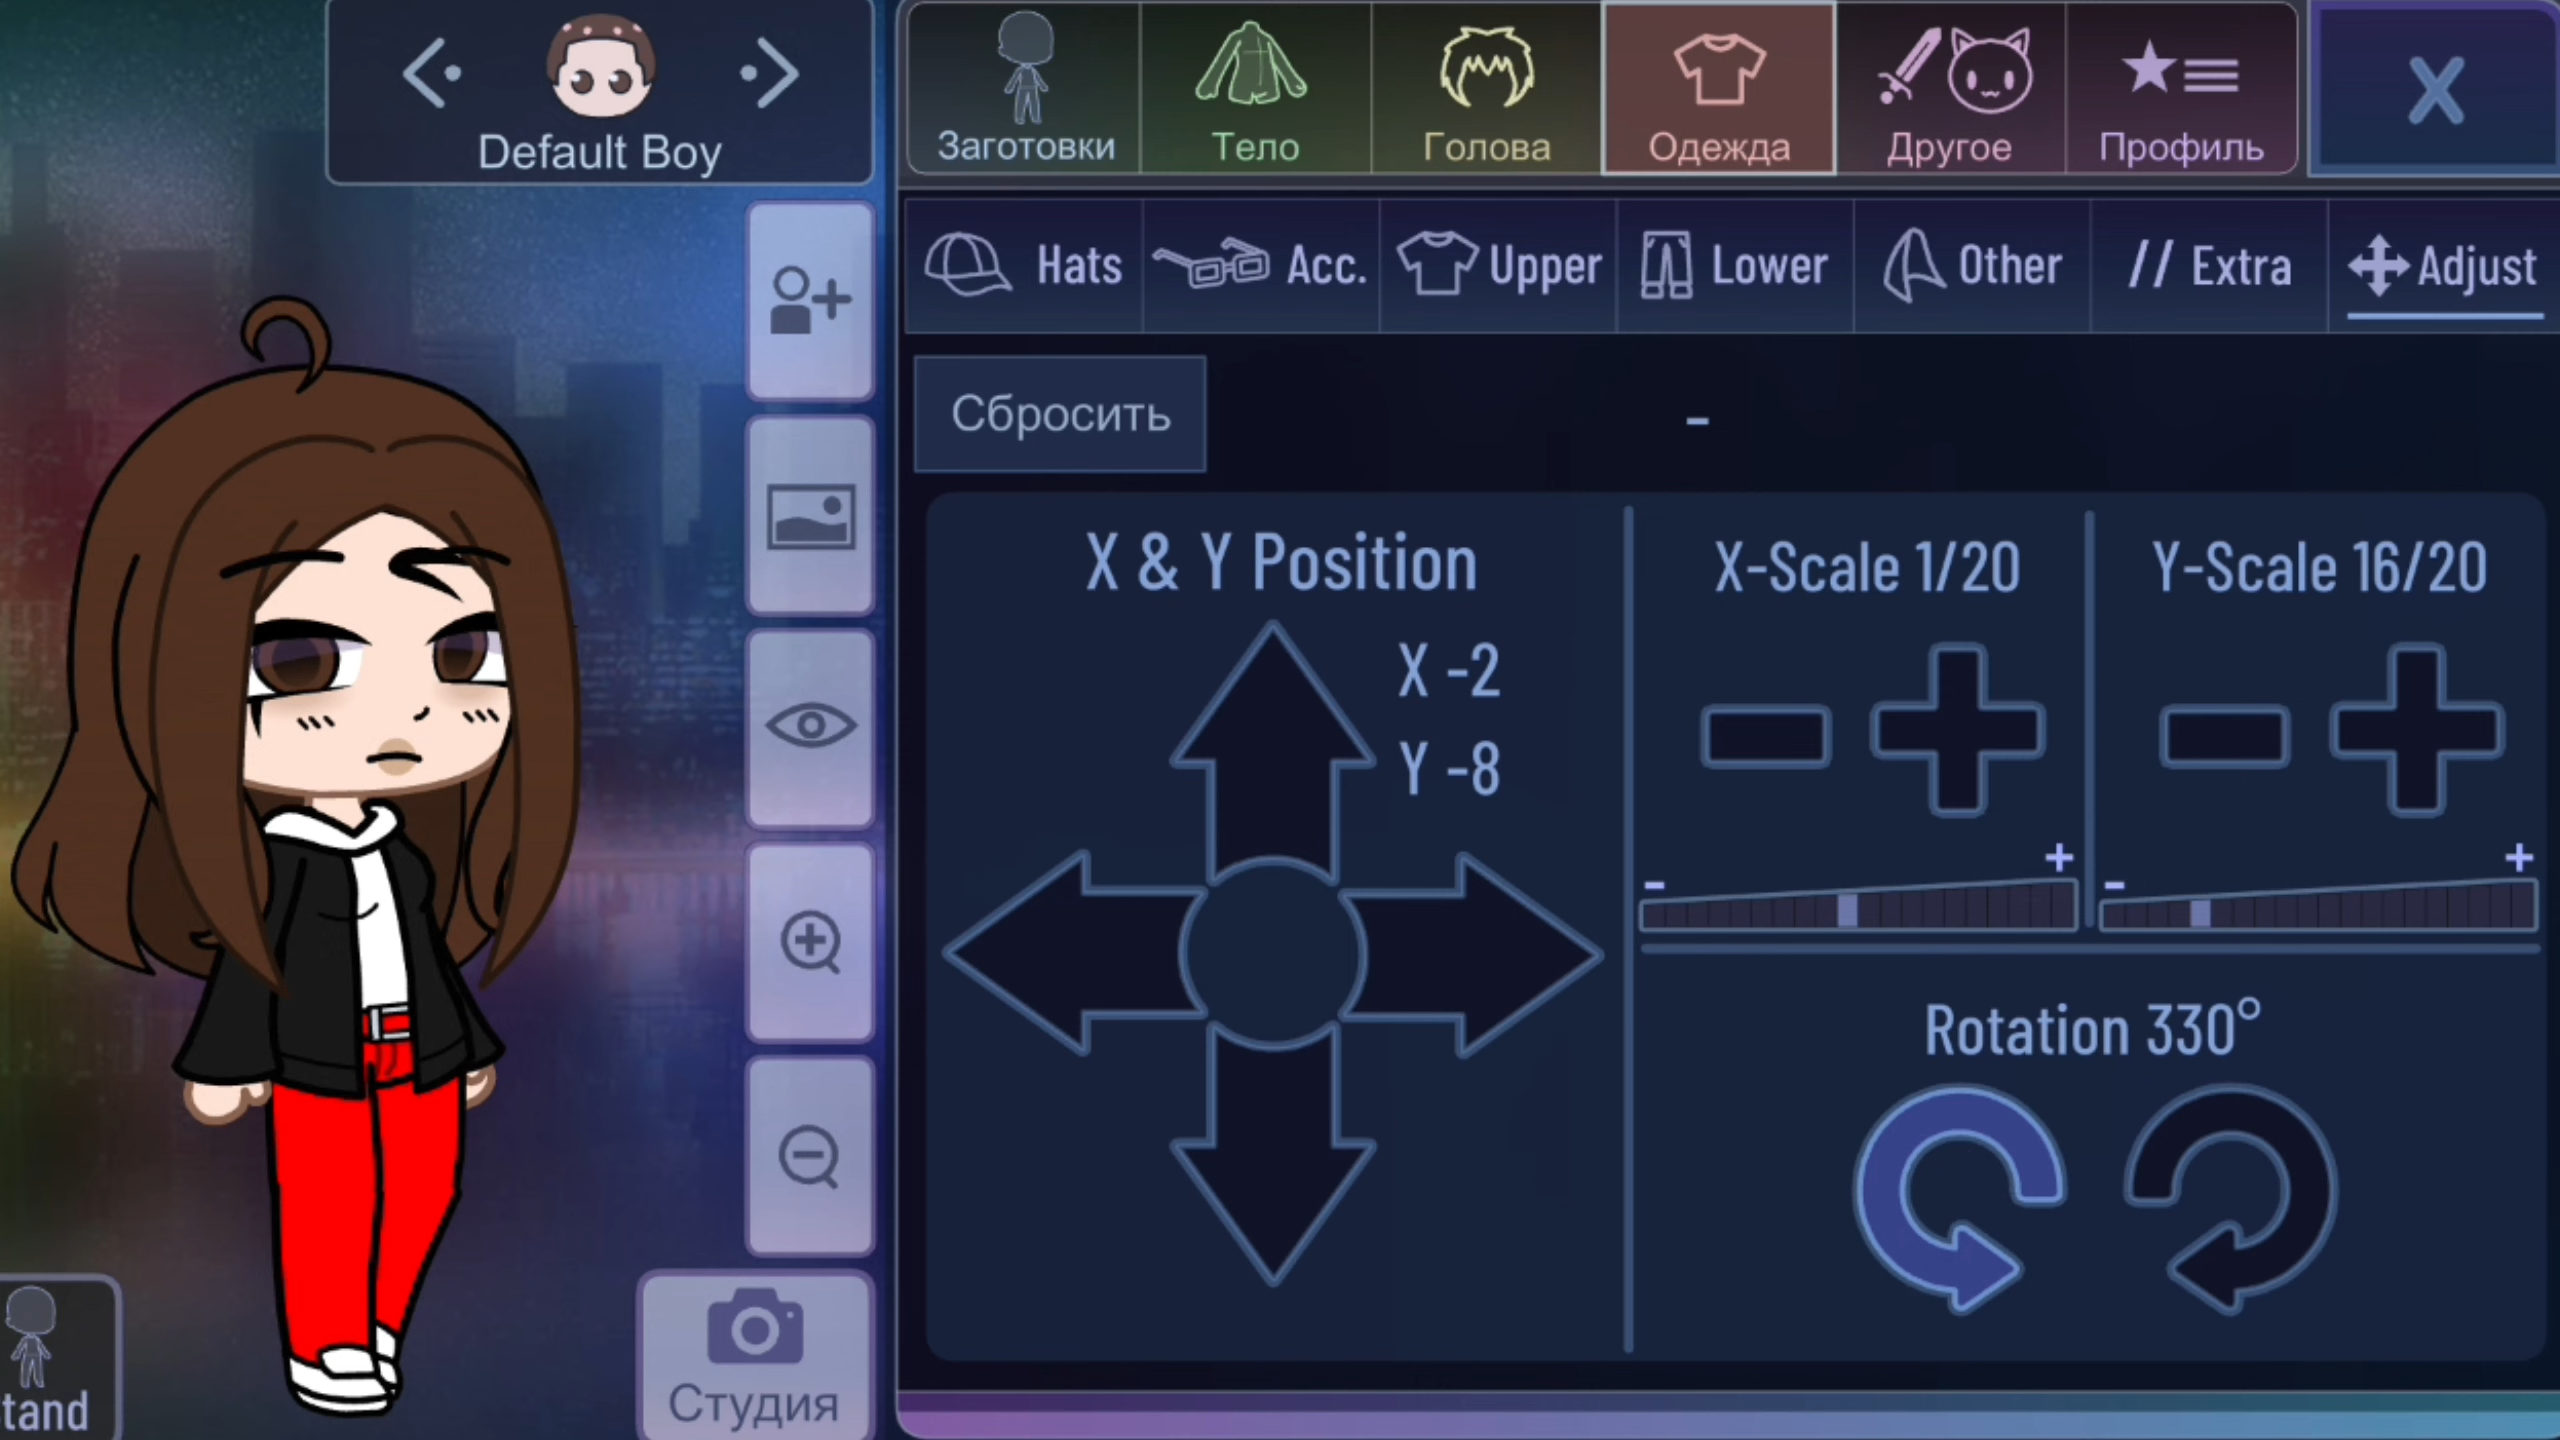 Default Boy
Заготовки
Тело
Голова
Одежда
Другое
Профиль
X
Hats
Acc.
Upper
Lower
Other
// Extra
Adjust
Сбросить
-
X & Y Position
X -2
Y -8
X-Scale 1/20
- +
Y-Scale 16/20
- +
Rotation 330°
tand
Студия